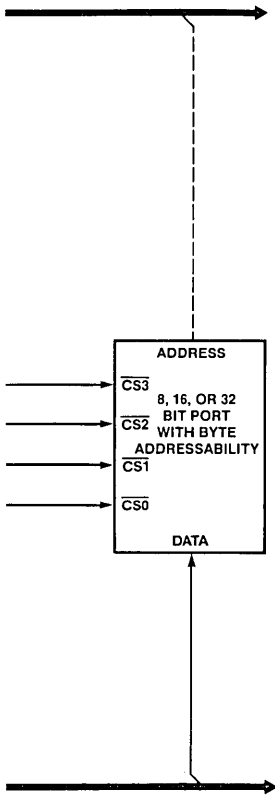 ADDRESS
CS3
8, 16, OR 32
BIT PORT
CS2
WITH BYTE
ADDRESSABILITY
CS1
CS0
DATA